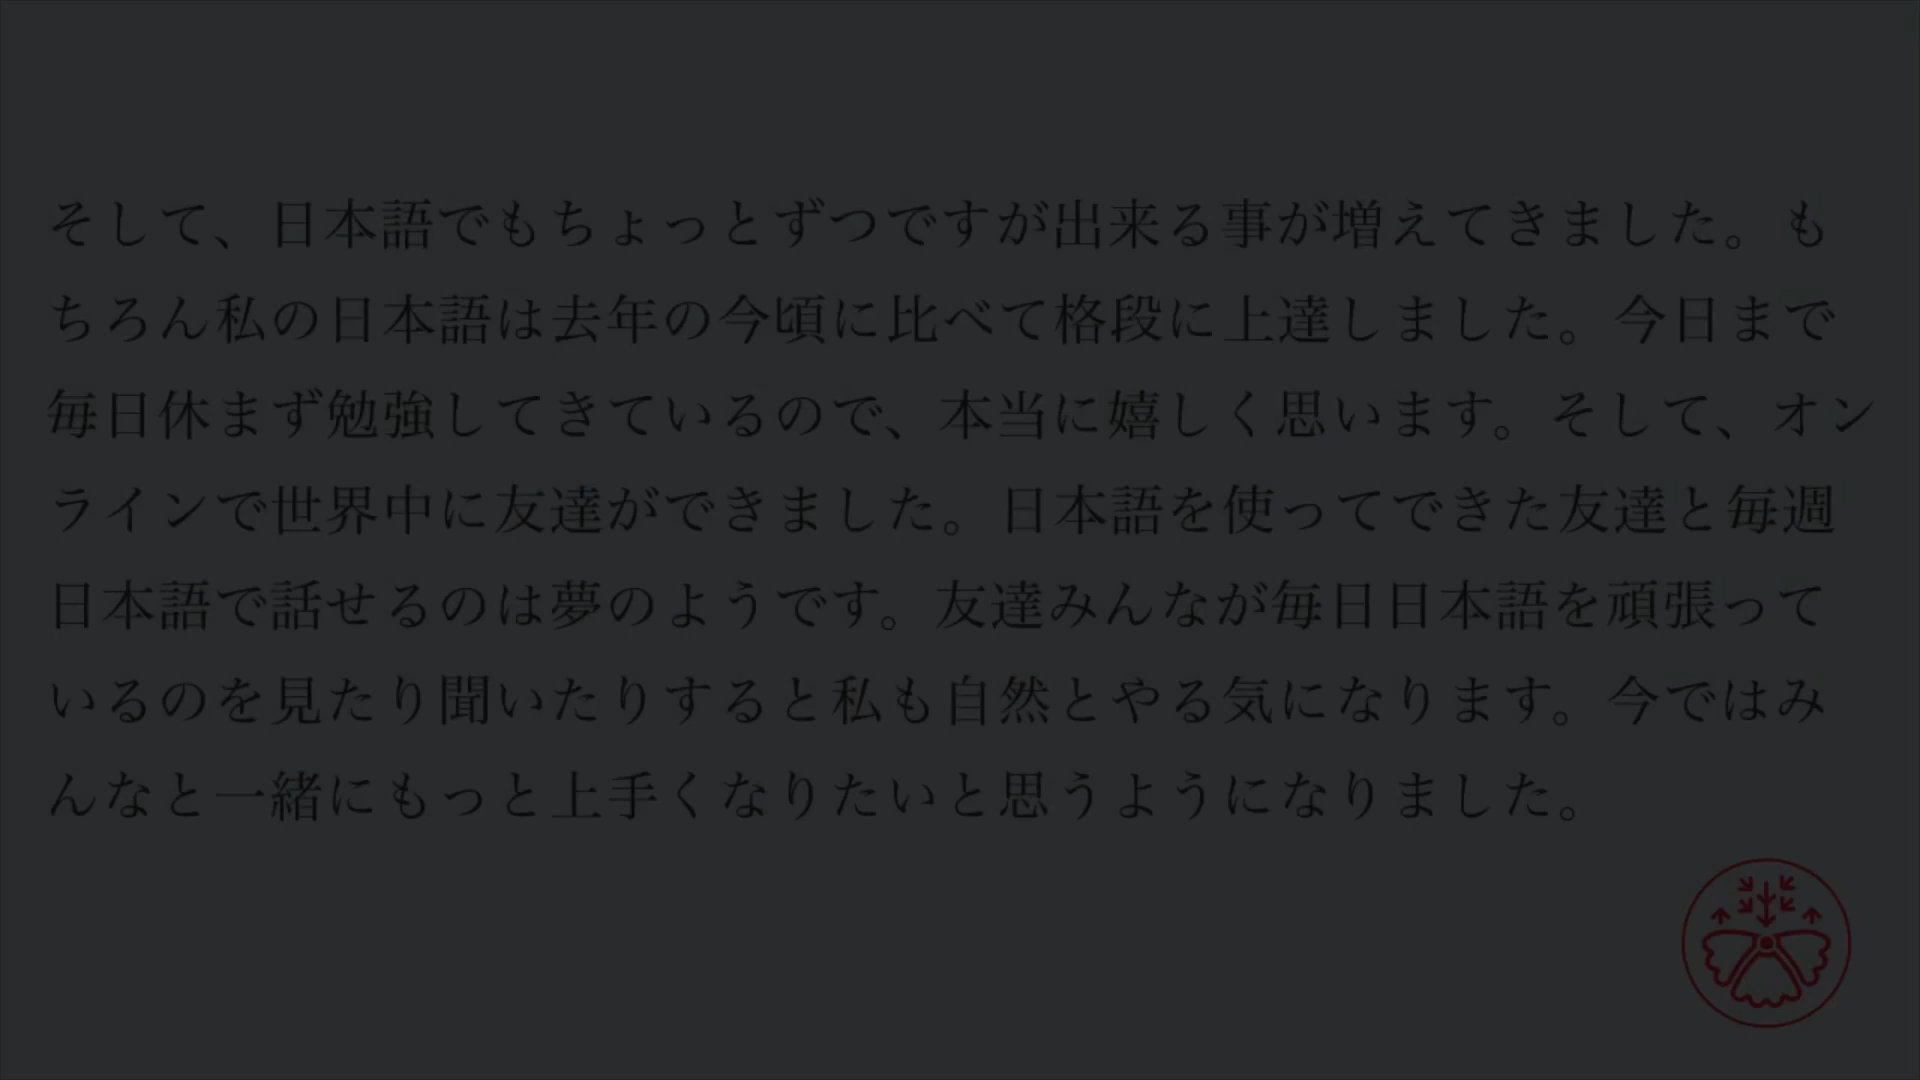 そして、日本語でもちょっとずつですが出来る事が増えてきました。も
ちろん私の日本語は去年の今頃に比べて格段に上達しました。今日まで
毎日休まず勉強してきているので、本当に嬉しく思います。そして、オン
ラインで世界中に友達ができました。日本語を使ってできた友達と毎週
日本語で話せるのは夢のようです。友達みんなが毎日日本語を頑張って
いるのを見たり聞いたりすると私も自然とやる気になります。今ではみ
んなと一緒にもっと上手くなりたいと思うようになりました。